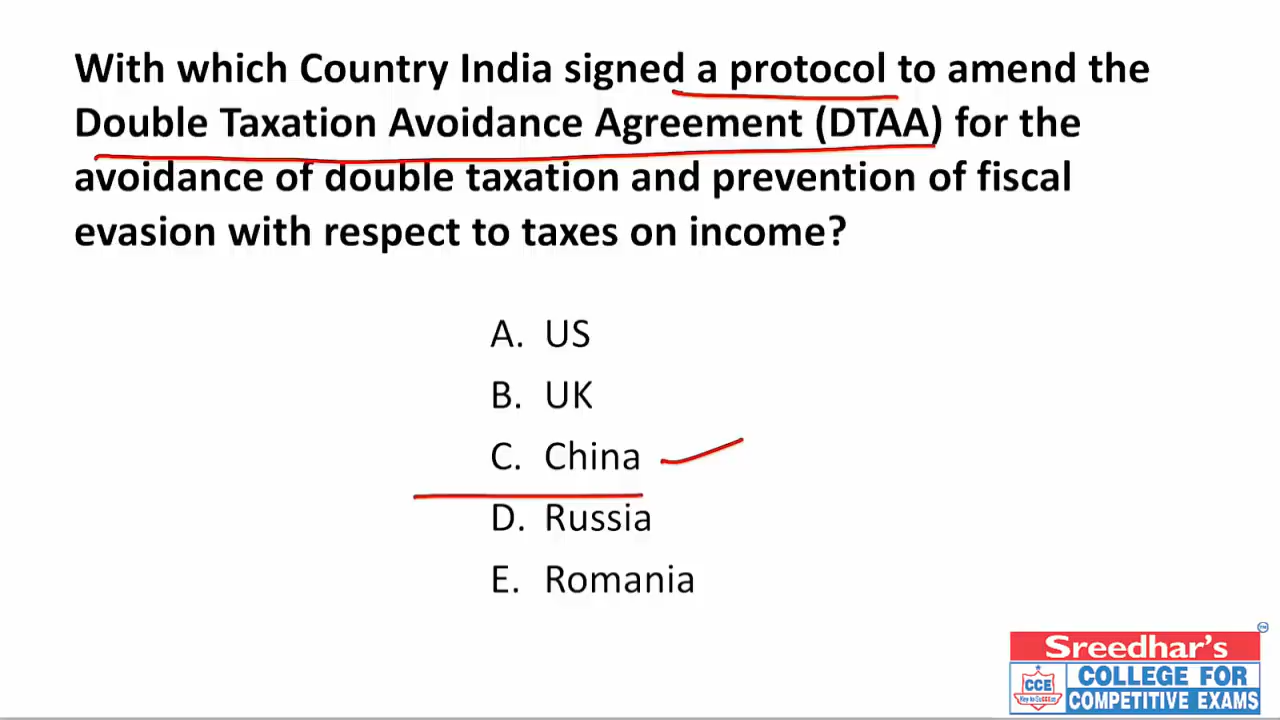 With which Country India signed a protocol to amend the
Double Taxation Avoidance Agreement (DTAA) for the
avoidance of double taxation and prevention of fiscal
evasion with respect to taxes on income?
A. US
B. UK
C. China
D. Russia
E. Romania
Sreedhar's
CCE
COLLEGE FOR
COMPETITIVE EXAMS